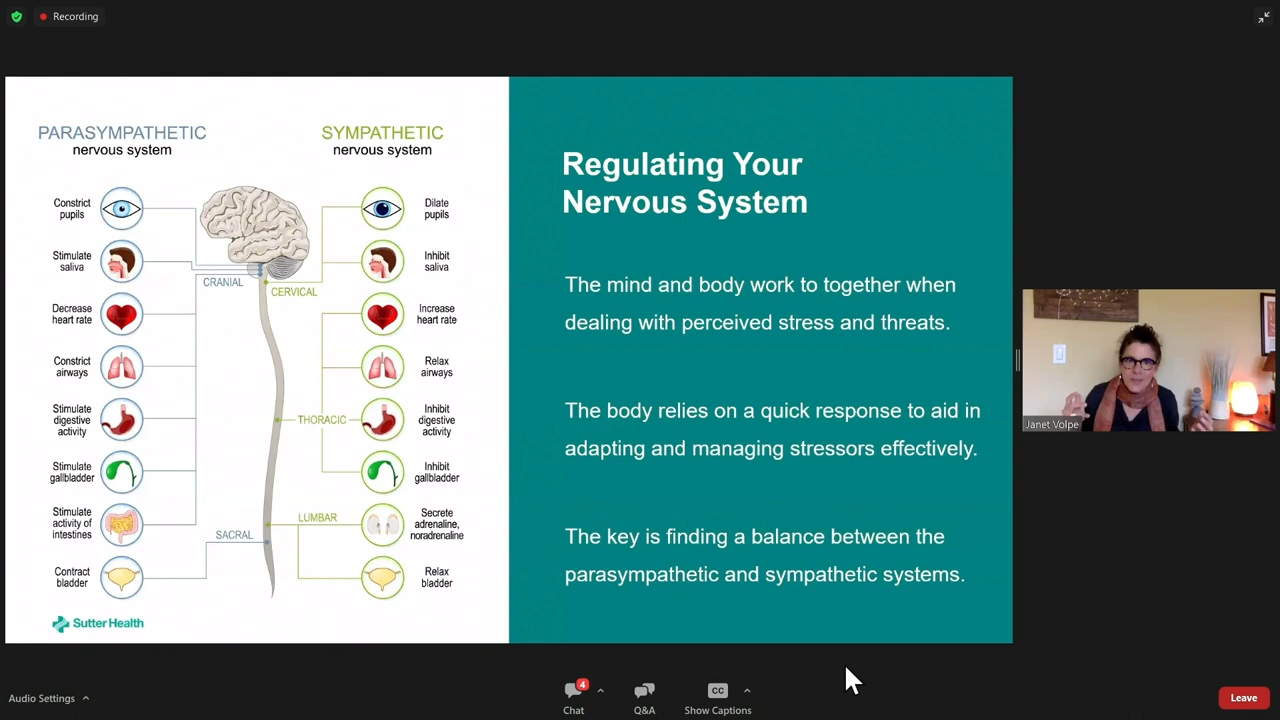 Recording
PARASYMPATHETIC
nervous system
SYMPATHETIC
nervous system
Constrict
pupils
Stimulate
saliva
Decrease
heart rate
Constrict
airways
Stimulate
digestive
activity
Stimulate
gallbladder
Stimulate
activity of
intestines
Contract
bladder
CRANIAL
CERVICAL
THORACIC
LUMBAR
SACRAL
Dilate
pupils
Inhibit
saliva
Increase
heart rate
Relax
airways
Inhibit
digestive
activity
Inhibit
gallbladder
Secrete
adrenaline,
noradrenaline
Relax
bladder
Sutter Health
Regulating Your
Nervous System
The mind and body work to together when
dealing with perceived stress and threats.
The body relies on a quick response to aid in
adapting and managing stressors effectively.
The key is finding a balance between the
parasympathetic and sympathetic systems.
Janet Volpe
Audio Settings
4
Chat
Q&A
CC
Show Captions
Leave